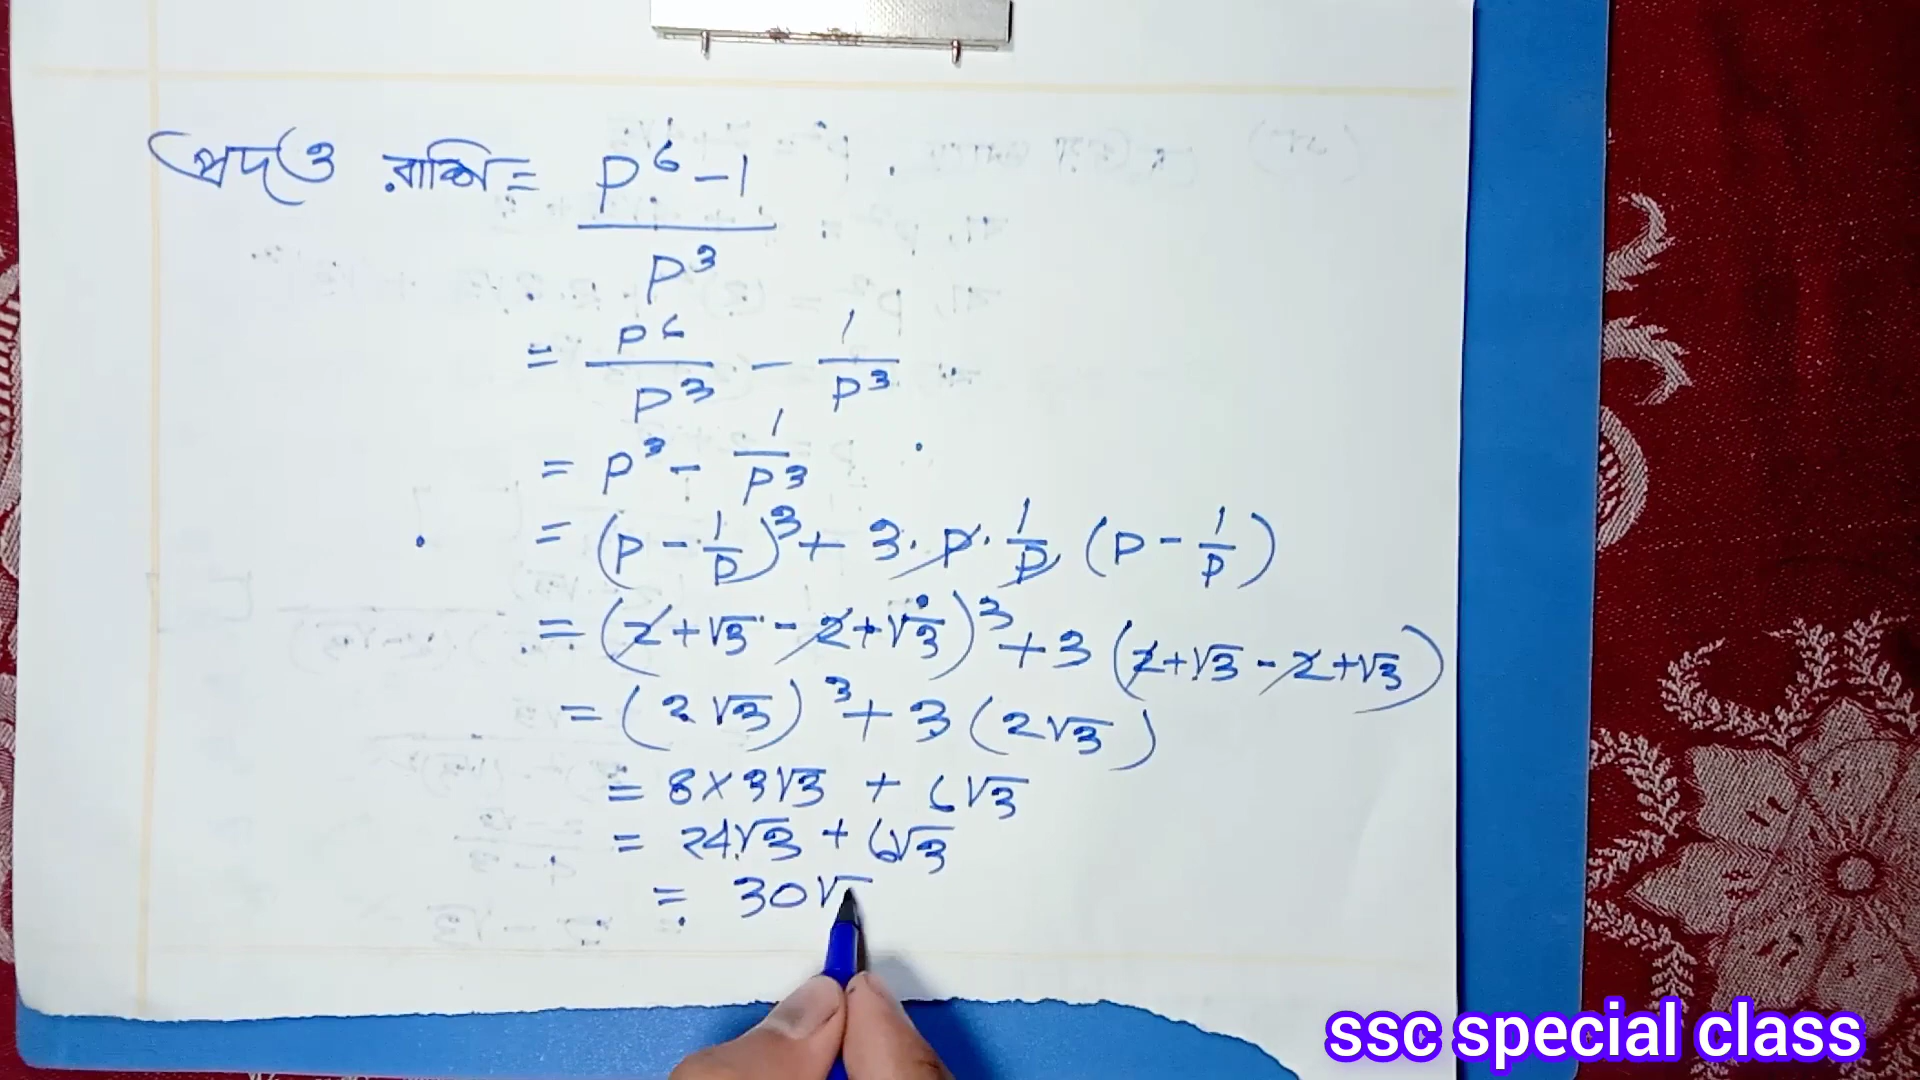 প্রদত্ত রাশি = P⁶-1 / P³
= P⁶/P³ - 1/P³
= P³ - 1/P³
= (P - 1/P)³ + 3·P·1/P (P - 1/P)
= (2+√3 - 2+√3)³ + 3 (2+√3 - 2+√3)
= (2√3)³ + 3 (2√3)
= 8×3√3 + 6√3
= 24√3 + 6√3
= 30√
ssc special class